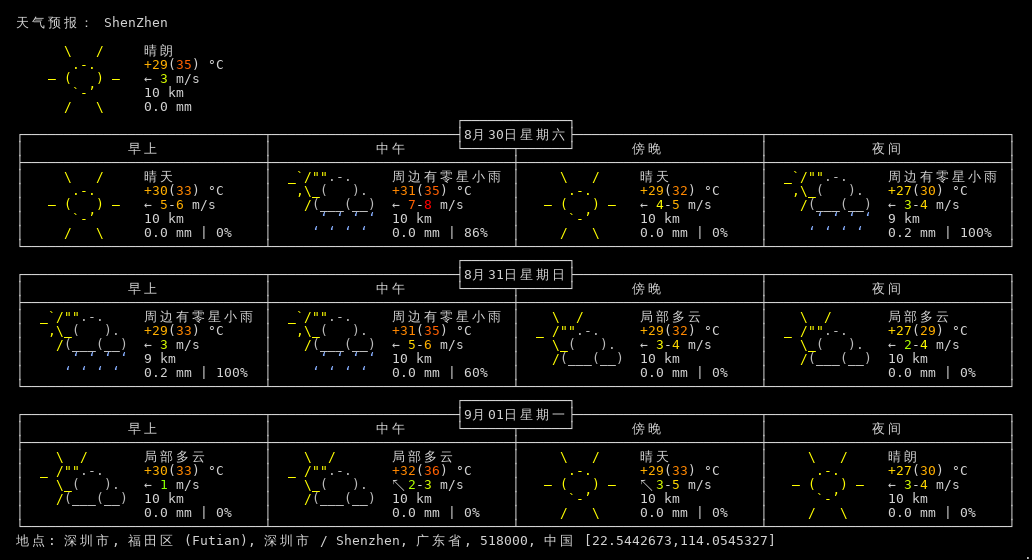 天气预报： ShenZhen
晴朗
+29(35) °C
← 3 m/s
10 km
0.0 mm
8月30日星期六
早上 中午 傍晚 夜间
晴天 周边有零星小雨 晴天 周边有零星小雨
+30(33) °C +31(35) °C +29(32) °C +27(30) °C
← 5-6 m/s ← 7-8 m/s ← 4-5 m/s ← 3-4 m/s
10 km 10 km 10 km 9 km
0.0 mm | 0% 0.0 mm | 86% 0.0 mm | 0% 0.2 mm | 100%
8月31日星期日
早上 中午 傍晚 夜间
周边有零星小雨 周边有零星小雨 局部多云 局部多云
+29(33) °C +31(35) °C +29(32) °C +27(29) °C
← 3 m/s ← 5-6 m/s ← 3-4 m/s ← 2-4 m/s
9 km 10 km 10 km 10 km
0.2 mm | 100% 0.0 mm | 60% 0.0 mm | 0% 0.0 mm | 0%
9月01日星期一
早上 中午 傍晚 夜间
局部多云 局部多云 晴天 晴朗
+30(33) °C +32(36) °C +29(33) °C +27(30) °C
← 1 m/s ↖ 2-3 m/s ↖ 3-5 m/s ← 3-4 m/s
10 km 10 km 10 km 10 km
0.0 mm | 0% 0.0 mm | 0% 0.0 mm | 0% 0.0 mm | 0%
地点: 深圳市, 福田区 (Futian), 深圳市 / Shenzhen, 广东省, 518000, 中国 [22.5442673,114.0545327]